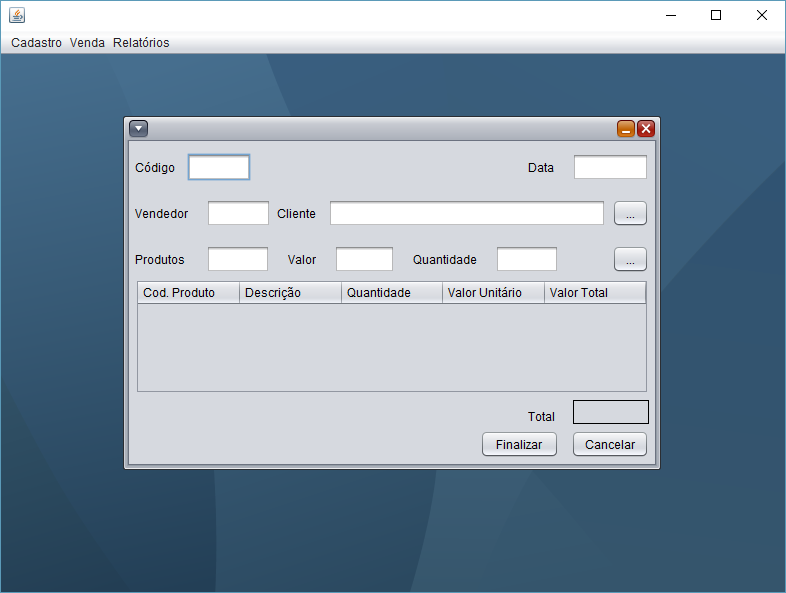 Cadastro Venda Relatórios
Código Data
Vendedor Cliente ...
Produtos Valor Quantidade ...
Cod. Produto Descrição Quantidade Valor Unitário Valor Total
Total
Finalizar Cancelar